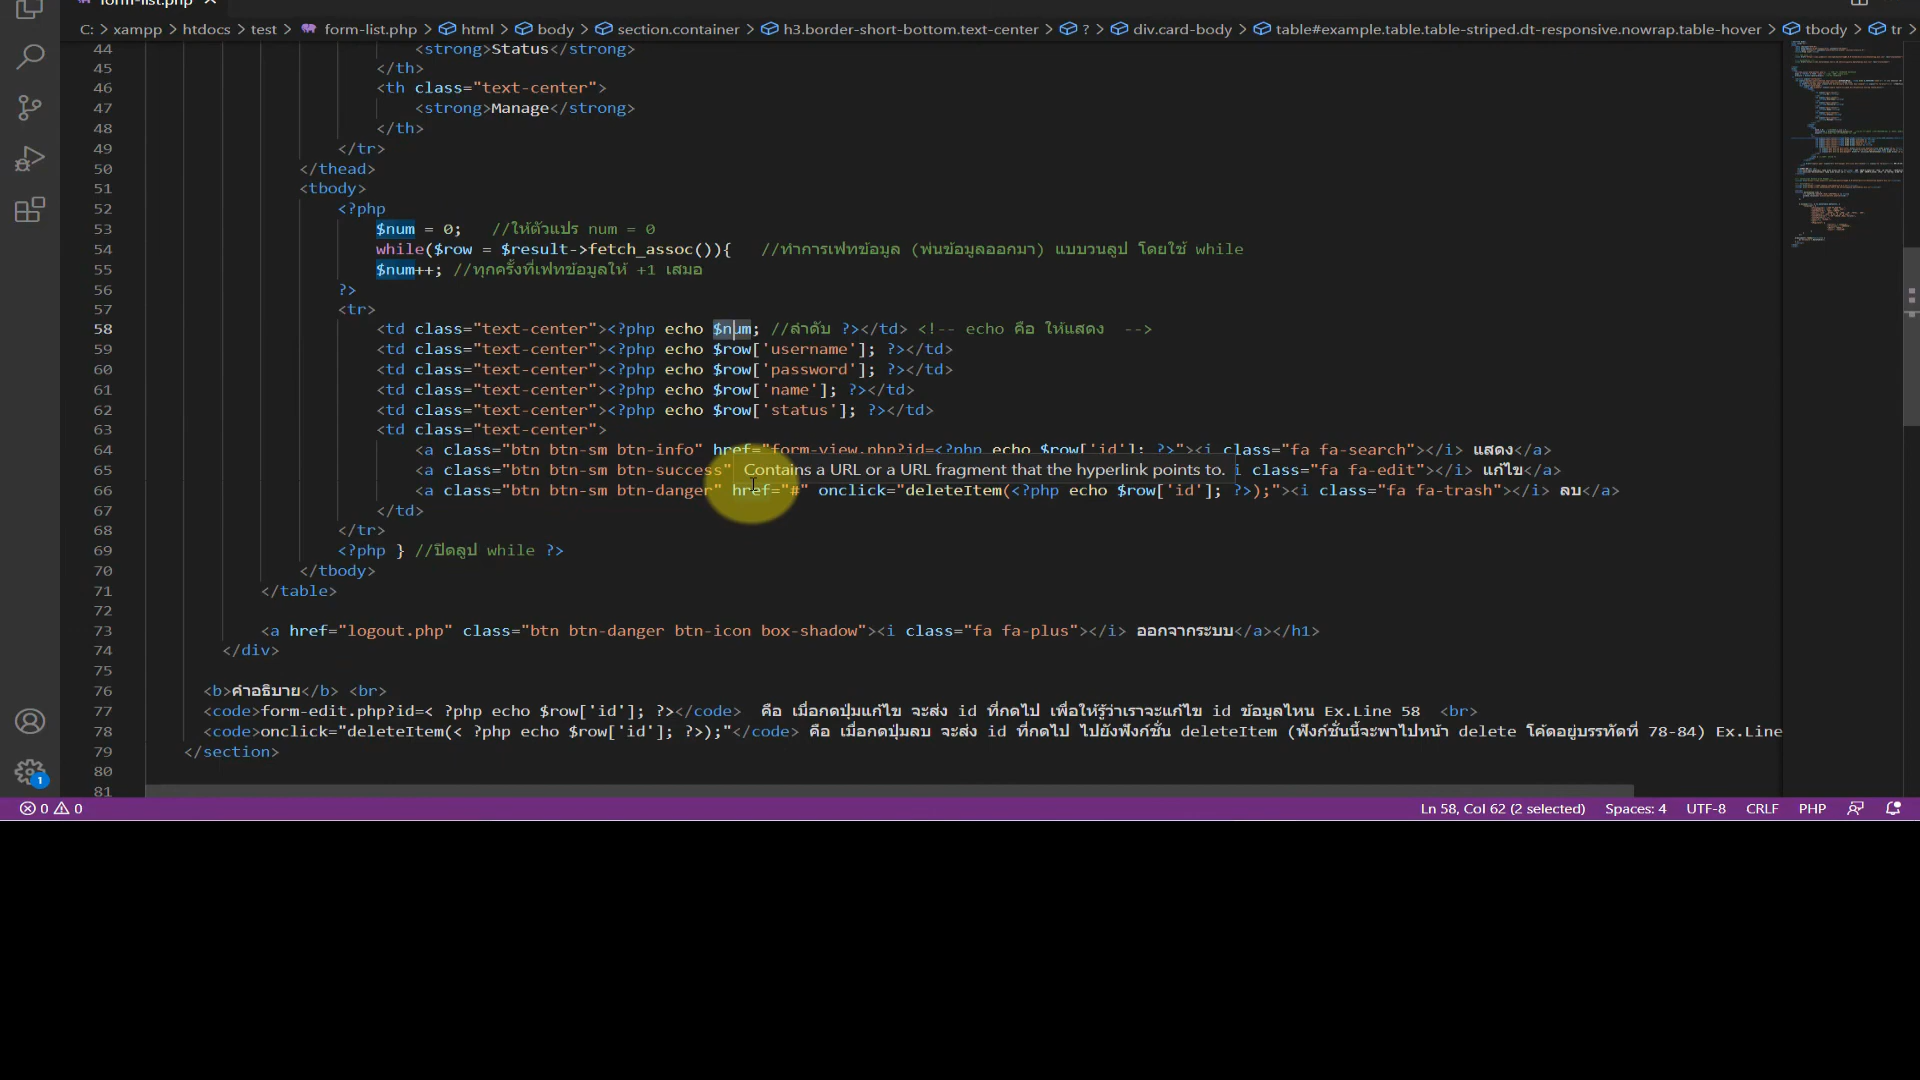 form-list.php
C: > xampp > htdocs > test > form-list.php > html > body > section.container > h3.border-short-bottom.text-center > ? > div.card-body > table#example.table.table-striped.dt-responsive.nowrap.table-hover > tbody > tr >
44 <strong>Status</strong>
45 </th>
46 <th class="text-center">
47 <strong>Manage</strong>
48 </th>
49 </tr>
50 </thead>
51 <tbody>
52 <?php
53 $num = 0; //ให้ตัวแปร num = 0
54 while($row = $result->fetch_assoc()){ //ทำการเฟทข้อมูล (พ่นข้อมูลออกมา) แบบวนลูป โดยใช้ while
55 $num++; //ทุกครั้งที่เฟทข้อมูลให้ +1 เสมอ
56 ?>
57 <tr>
58 <td class="text-center"><?php echo $num; //ลำดับ ?></td> <!-- echo คือ ให้แสดง -->
59 <td class="text-center"><?php echo $row['username']; ?></td>
60 <td class="text-center"><?php echo $row['password']; ?></td>
61 <td class="text-center"><?php echo $row['name']; ?></td>
62 <td class="text-center"><?php echo $row['status']; ?></td>
63 <td class="text-center">
64 <a class="btn btn-sm btn-info" href="form-view.php?id=<?php echo $row['id']; ?>"><i class="fa fa-search"></i> แสดง</a>
65 <a class="btn btn-sm btn-success" Contains a URL or a URL fragment that the hyperlink points to. i class="fa fa-edit"></i> แก้ไข</a>
66 <a class="btn btn-sm btn-danger" href="#" onclick="deleteItem(<?php echo $row['id']; ?>);"><i class="fa fa-trash"></i> ลบ</a>
67 </td>
68 </tr>
69 <?php } //ปิดลูป while ?>
70 </tbody>
71 </table>
72
73 <a href="logout.php" class="btn btn-danger btn-icon box-shadow"><i class="fa fa-plus"></i> ออกจากระบบ</a></h1>
74 </div>
75
76 <b>คำอธิบาย</b> <br>
77 <code>form-edit.php?id=< ?php echo $row['id']; ?></code> คือ เมื่อกดปุ่มแก้ไข จะส่ง id ที่กดไป เพื่อให้รู้ว่าเราจะแก้ไข id ข้อมูลไหน Ex.Line 58 <br>
78 <code>onclick="deleteItem(< ?php echo $row['id']; ?>);"</code> คือ เมื่อกดปุ่มลบ จะส่ง id ที่กดไป ไปยังฟังก์ชั่น deleteItem (ฟังก์ชั่นนี้จะพาไปหน้า delete โค้ดอยู่บรรทัดที่ 78-84) Ex.Line
79 </section>
80
81
0 0 Ln 58, Col 62 (2 selected) Spaces: 4 UTF-8 CRLF PHP
1